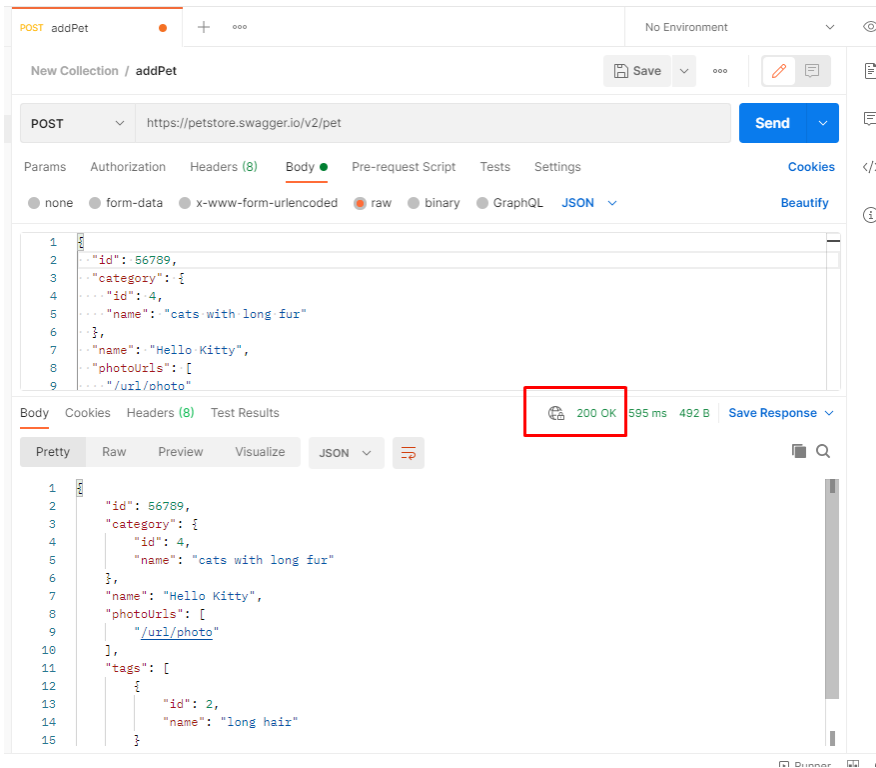 POST addPet
No Environment
New Collection / addPet
Save
POST
https://petstore.swagger.io/v2/pet
Send
Params Authorization Headers (8) Body Pre-request Script Tests Settings Cookies
none form-data x-www-form-urlencoded raw binary GraphQL JSON Beautify
1 {
2 "id": 56789,
3 "category": {
4 "id": 4,
5 "name": "cats with long fur"
6 },
7 "name": "Hello Kitty",
8 "photoUrls": [
9 "/url/photo"
Body Cookies Headers (8) Test Results 200 OK 595 ms 492 B Save Response
Pretty Raw Preview Visualize JSON
1 {
2 "id": 56789,
3 "category": {
4 "id": 4,
5 "name": "cats with long fur"
6 },
7 "name": "Hello Kitty",
8 "photoUrls": [
9 "/url/photo"
10 ],
11 "tags": [
12 {
13 "id": 2,
14 "name": "long hair"
15 }
Runner